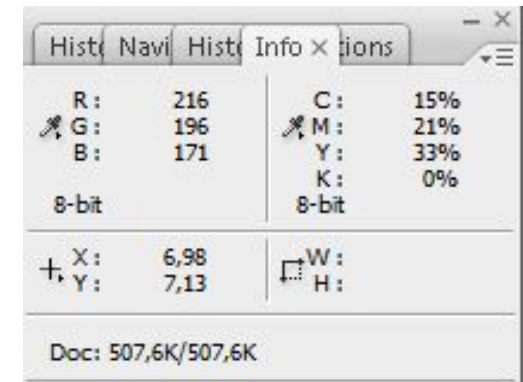 Histo Navi Histo Info × tions
R: 216
G: 196
B: 171
8-bit
C: 15%
M: 21%
Y: 33%
K: 0%
8-bit
X: 6,98
Y: 7,13
W:
H:
Doc: 507,6K/507,6K